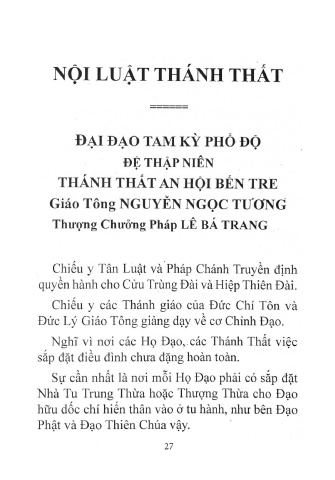 NỘI LUẬT THÁNH THẤT
======
ĐẠI ĐẠO TAM KỲ PHỔ ĐỘ
ĐỆ THẬP NIÊN
THÁNH THẤT AN HỘI BẾN TRE
Giáo Tông NGUYỄN NGỌC TƯƠNG
Thượng Chưởng Pháp LÊ BÁ TRANG
Chiếu y Tân Luật và Pháp Chánh Truyền định
quyền hành cho Cửu Trùng Đài và Hiệp Thiên Đài.
Chiếu y các Thánh giáo của Đức Chí Tôn và
Đức Lý Giáo Tông giảng dạy về cơ Chỉnh Đạo.
Nghĩ vì nơi các Họ Đạo, các Thánh Thất việc
sắp đặt điều đình chưa đặng hoàn toàn.
Sự cần nhất là nơi mỗi Họ Đạo phải có sắp đặt
Nhà Tu Trung Thừa hoặc Thượng Thừa cho Đạo
hữu dốc chí hiến thân vào ở tu hành, như bên Đạo
Phật và Đạo Thiên Chúa vậy.
27